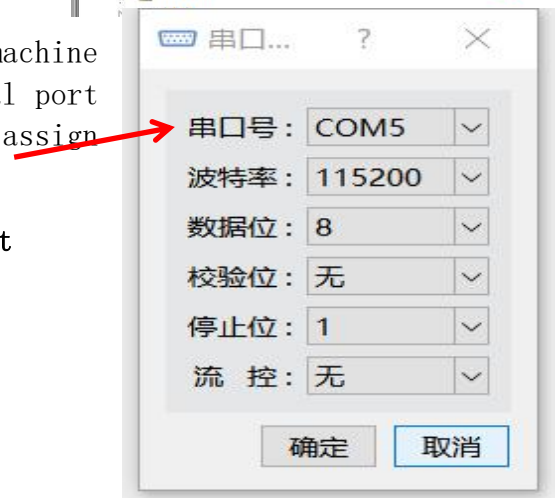 machine
串口... ?
l port
assign
串口号： COM5
波特率： 115200
t
数据位： 8
校验位： 无
停止位： 1
流 控： 无
确定 取消